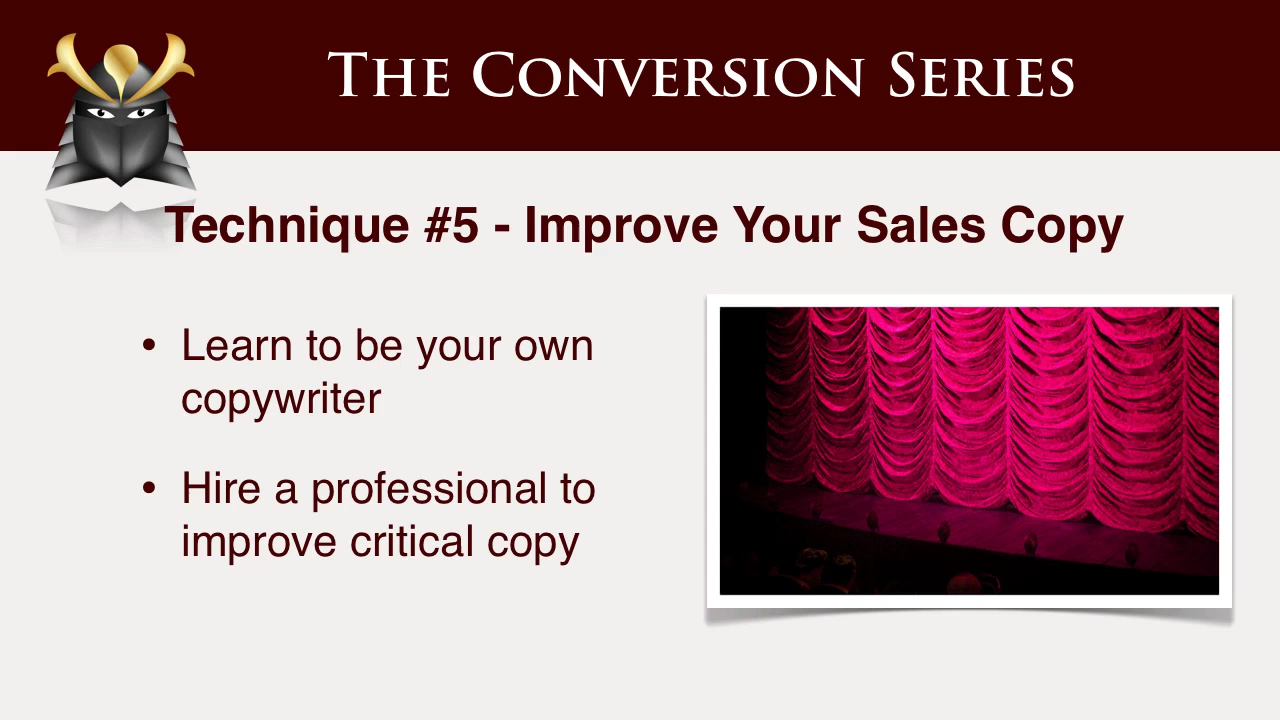 The Conversion Series
Technique #5 - Improve Your Sales Copy
• Learn to be your own
copywriter
• Hire a professional to
improve critical copy